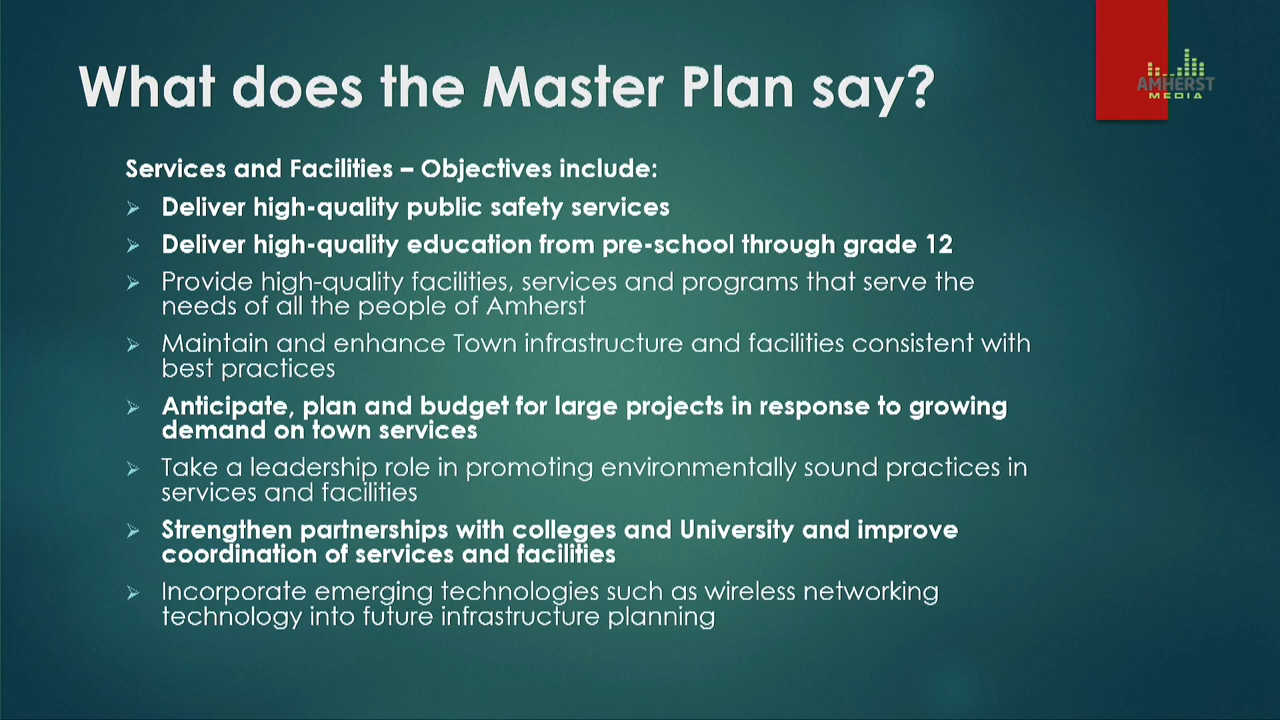 What does the Master Plan say?
AMHERST
MEDIA
Services and Facilities – Objectives include:
Deliver high-quality public safety services
Deliver high-quality education from pre-school through grade 12
Provide high-quality facilities, services and programs that serve the
needs of all the people of Amherst
Maintain and enhance Town infrastructure and facilities consistent with
best practices
Anticipate, plan and budget for large projects in response to growing
demand on town services
Take a leadership role in promoting environmentally sound practices in
services and facilities
Strengthen partnerships with colleges and University and improve
coordination of services and facilities
Incorporate emerging technologies such as wireless networking
technology into future infrastructure planning